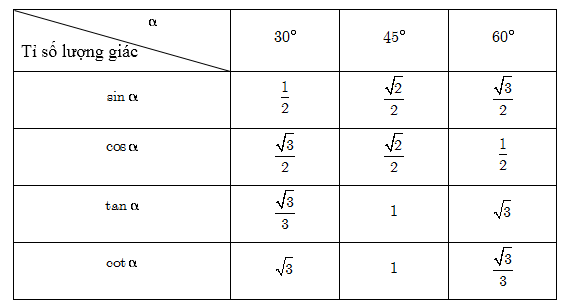 α
Tỉ số lượng giác
30° 45° 60°
sin α 1/2 √2/2 √3/2
cos α √3/2 √2/2 1/2
tan α √3/3 1 √3
cot α √3 1 √3/3